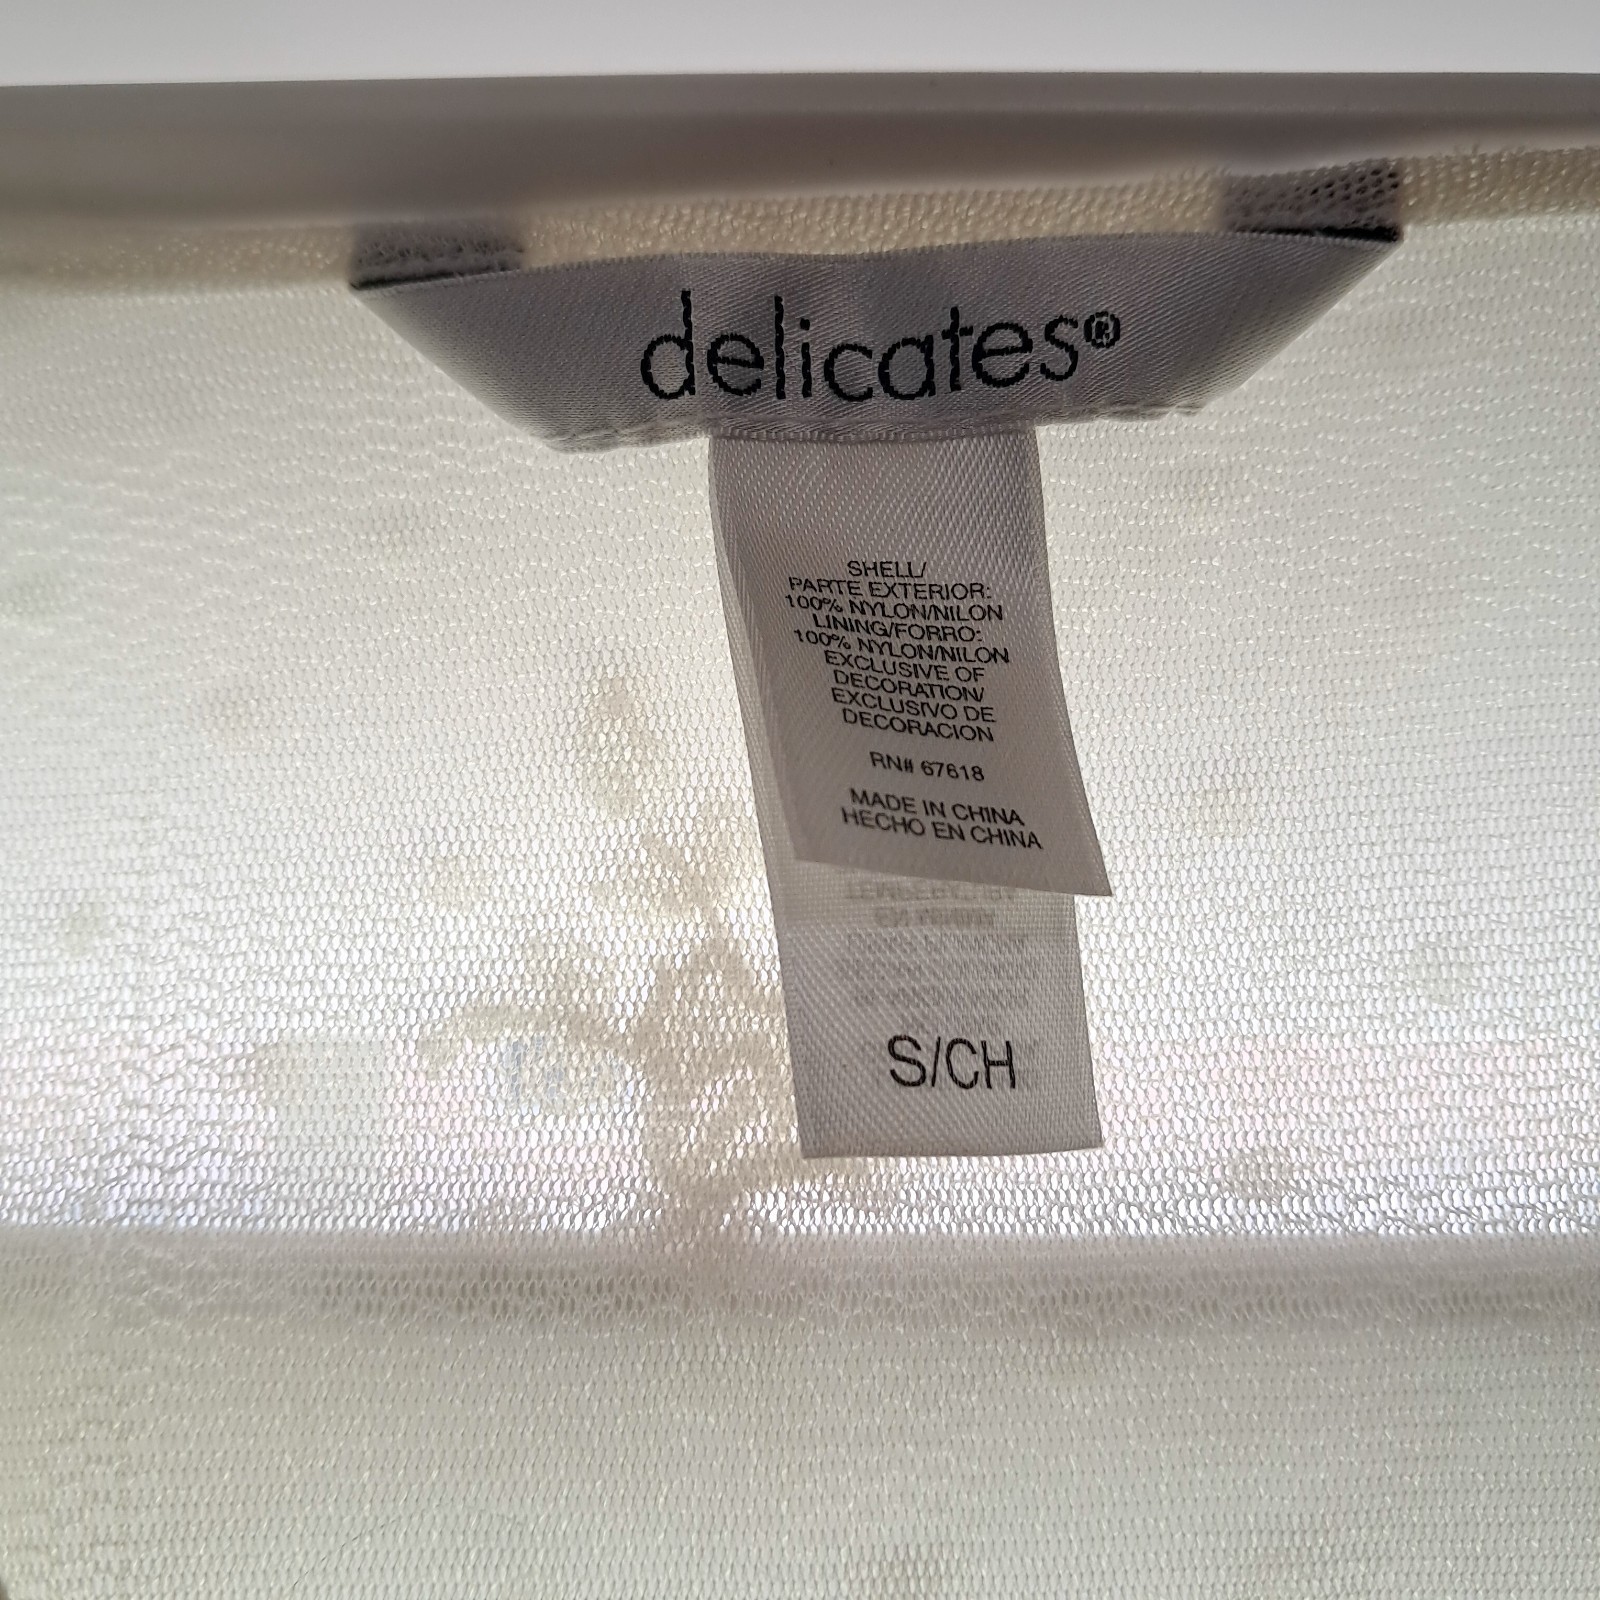 delicates®
SHELL/
PARTE EXTERIOR:
100% NYLON/NILON
LINING/FORRO:
100% NYLON/NILON
EXCLUSIVE OF
DECORATION/
EXCLUSIVO DE
DECORACION
RN# 67618
MADE IN CHINA
HECHO EN CHINA
S/CH